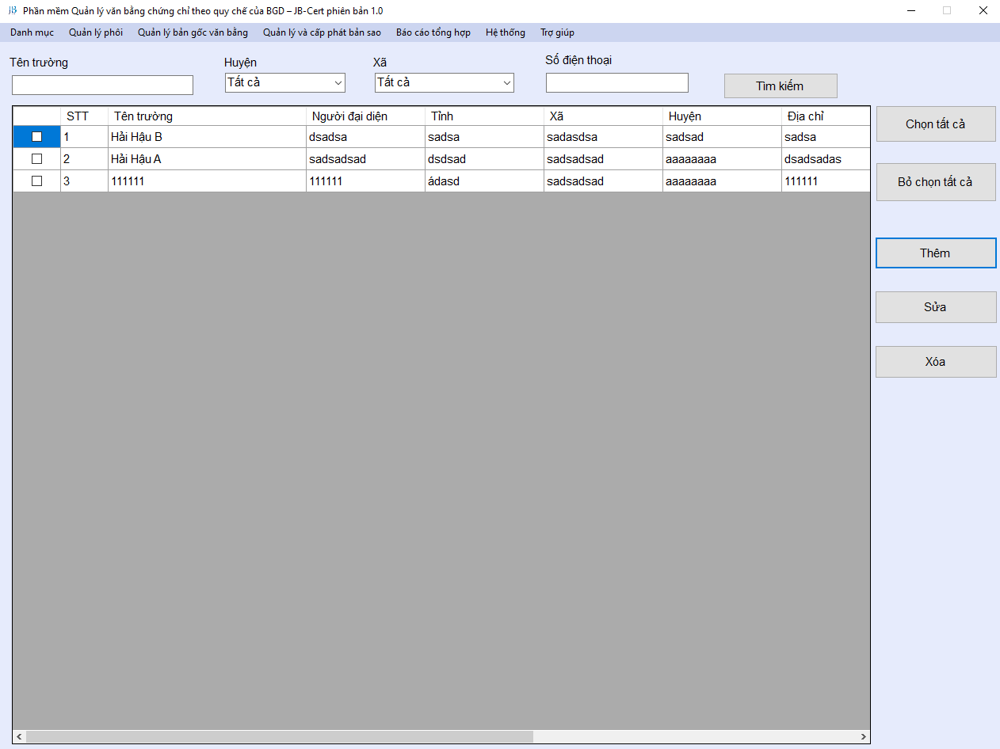 JB Phần mềm Quản lý văn bằng chứng chỉ theo quy chế của BGD – JB-Cert phiên bản 1.0
Danh mục Quản lý phôi Quản lý bản gốc văn bằng Quản lý và cấp phát bản sao Báo cáo tổng hợp Hệ thống Trợ giúp
Tên trường Huyện Xã Số điện thoại
Tất cả Tất cả Tìm kiếm
STT Tên trường Người đại diện Tỉnh Xã Huyện Địa chỉ
1 Hải Hậu B dsadsa sadsa sadasdsa sadsad sadsa
2 Hải Hậu A sadsadsad dsdsad sadsadsad aaaaaaaa dsadsadas
3 111111 111111 ádasd sadsadsad aaaaaaaa 111111
Chọn tất cả
Bỏ chọn tất cả
Thêm
Sửa
Xóa